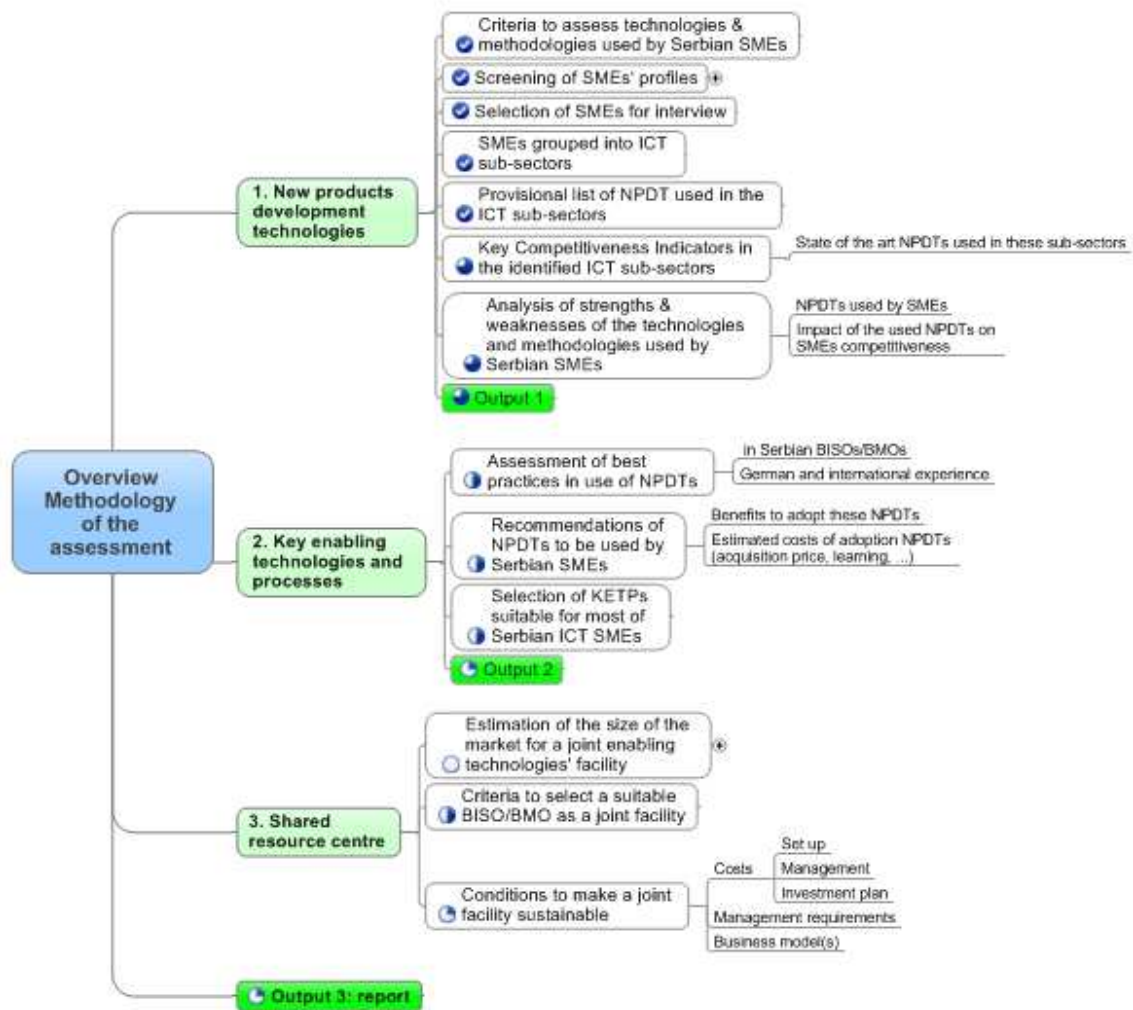 Overview
Methodology
of the
assessment
1. New products
development
technologies
Criteria to assess technologies &
methodologies used by Serbian SMEs
Screening of SMEs' profiles
Selection of SMEs for interview
SMEs grouped into ICT
sub-sectors
Provisional list of NPDT used in the
ICT sub-sectors
Key Competitiveness Indicators in
the identified ICT sub-sectors
State of the art NPDTs used in these sub-sectors
Analysis of strengths &
weaknesses of the technologies
and methodologies used by
Serbian SMEs
NPDTs used by SMEs
Impact of the used NPDTs on
SMEs competitiveness
Output 1
2. Key enabling
technologies and
processes
Assessment of best
practices in use of NPDTs
in Serbian BISOs/BMOs
German and international experience
Recommendations of
NPDTs to be used by
Serbian SMEs
Benefits to adopt these NPDTs
Estimated costs of adoption NPDTs
(acquisition price, learning, ...)
Selection of KETPs
suitable for most of
Serbian ICT SMEs
Output 2
3. Shared
resource centre
Estimation of the size of the
market for a joint enabling
technologies' facility
Criteria to select a suitable
BISO/BMO as a joint facility
Conditions to make a joint
facility sustainable
Costs
Set up
Management
Investment plan
Management requirements
Business model(s)
Output 3: report